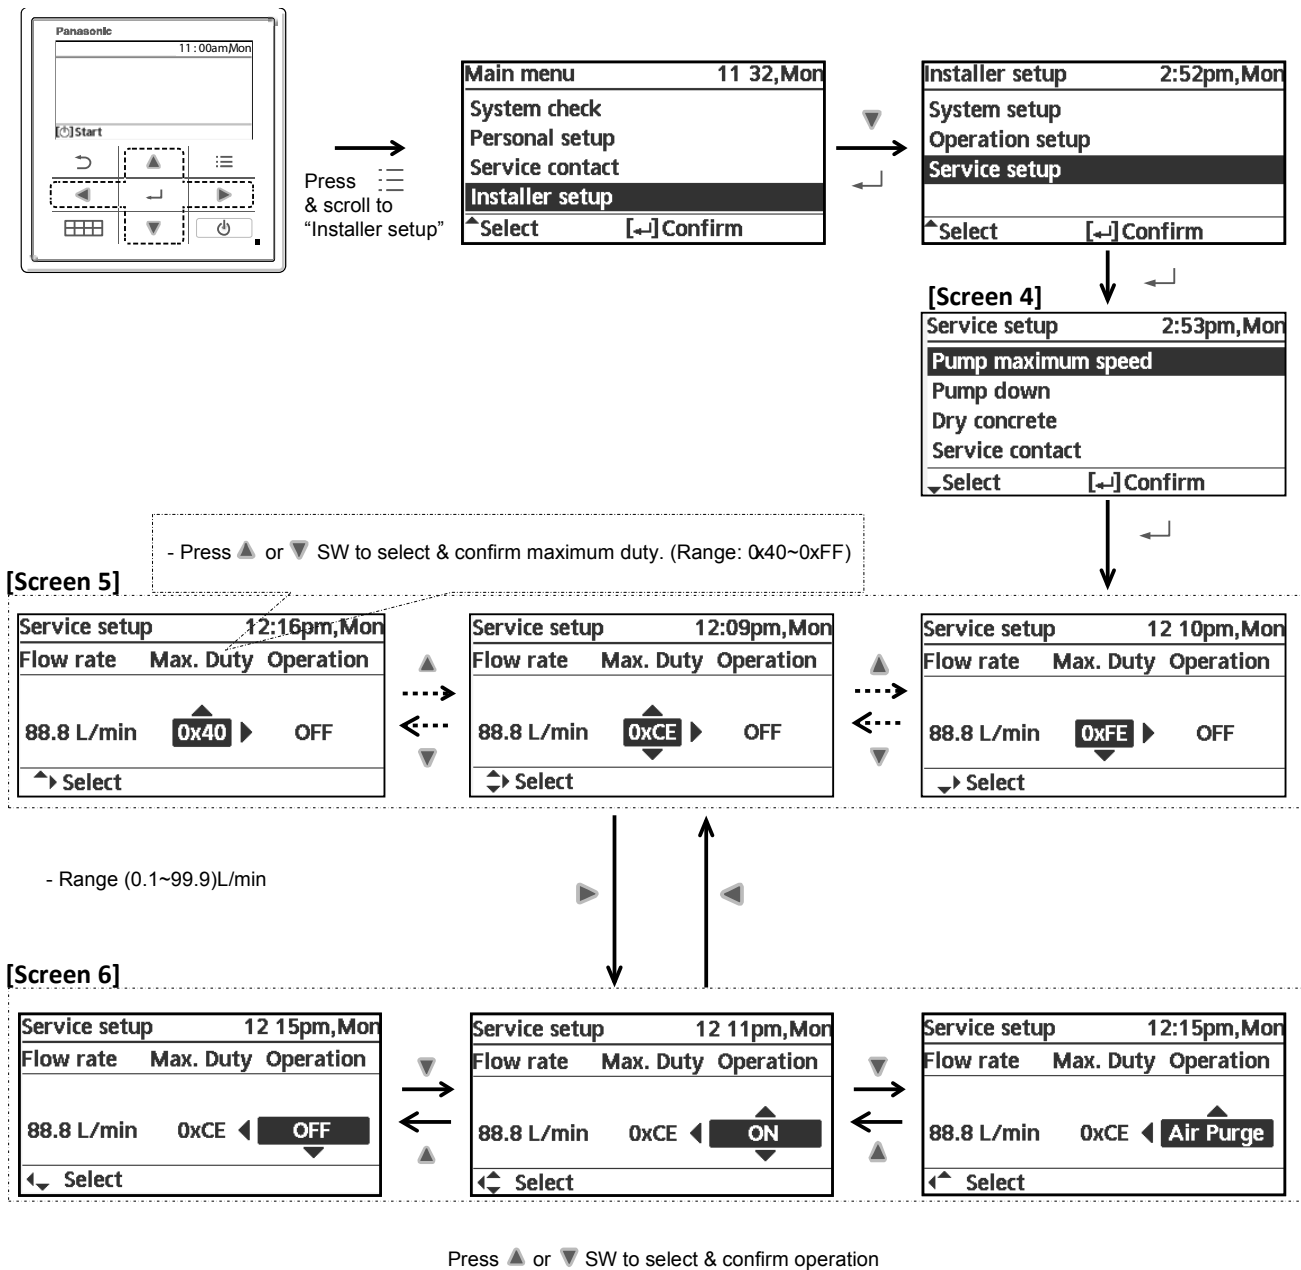 Panasonic
11:00am,Mon
[⏻]Start
Press
& scroll to
“Installer setup”
Main menu 11 32,Mon
System check
Personal setup
Service contact
Installer setup
Select [↵]Confirm
Installer setup 2:52pm,Mon
System setup
Operation setup
Service setup
Select [↵]Confirm
[Screen 4]
Service setup 2:53pm,Mon
Pump maximum speed
Pump down
Dry concrete
Service contact
Select [↵]Confirm
- Press ▲ or ▼ SW to select & confirm maximum duty. (Range: 0x40~0xFF)
[Screen 5]
Service setup 12:16pm,Mon
Flow rate Max. Duty Operation
88.8 L/min 0x40 OFF
Select
Service setup 12:09pm,Mon
Flow rate Max. Duty Operation
88.8 L/min 0xCE OFF
Select
Service setup 12 10pm,Mon
Flow rate Max. Duty Operation
88.8 L/min 0xFE OFF
Select
- Range (0.1~99.9)L/min
[Screen 6]
Service setup 12 15pm,Mon
Flow rate Max. Duty Operation
88.8 L/min 0xCE OFF
Select
Service setup 12 11pm,Mon
Flow rate Max. Duty Operation
88.8 L/min 0xCE ON
Select
Service setup 12:15pm,Mon
Flow rate Max. Duty Operation
88.8 L/min 0xCE Air Purge
Select
Press ▲ or ▼ SW to select & confirm operation